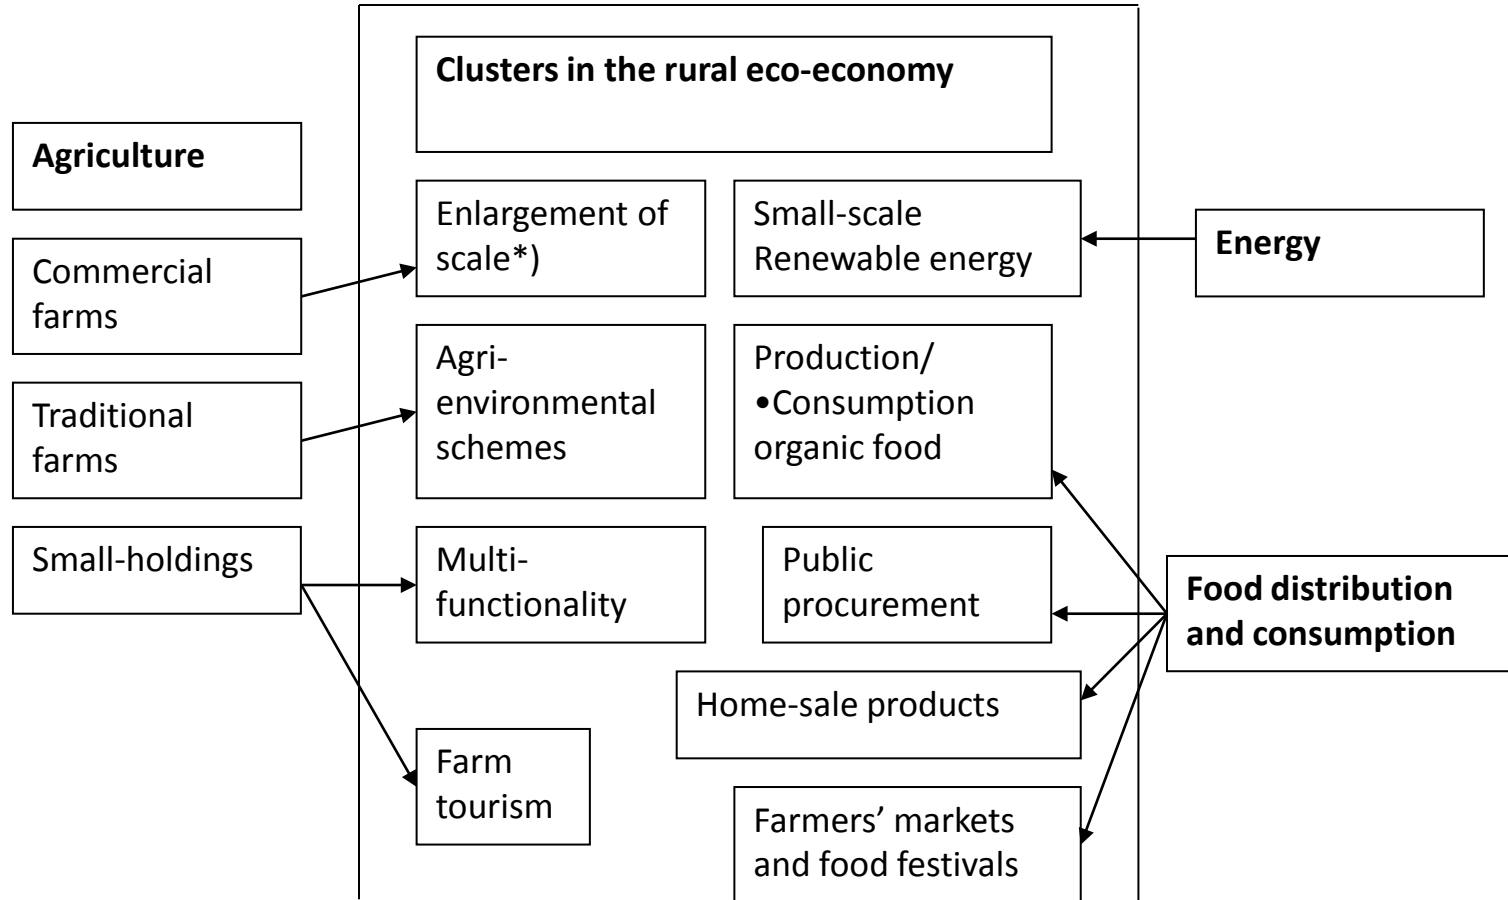 Clusters in the rural eco-economy
Agriculture
Commercial
farms
Traditional
farms
Small-holdings
Enlargement of
scale*)
Agri-
environmental
schemes
Multi-
functionality
Farm
tourism
Small-scale
Renewable energy
Production/
•Consumption
organic food
Public
procurement
Home-sale products
Farmers’ markets
and food festivals
Energy
Food distribution
and consumption